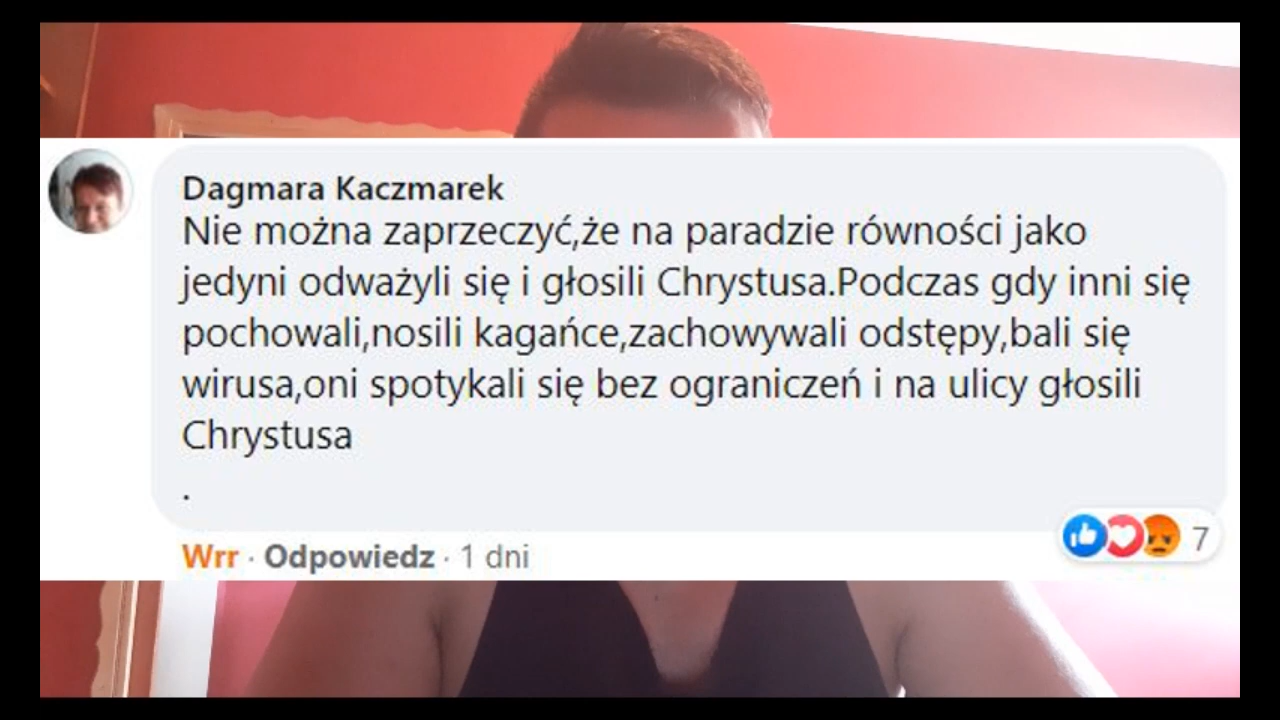 Dagmara Kaczmarek
Nie można zaprzeczyć,że na paradzie równości jako
jedyni odważyli się i głosili Chrystusa.Podczas gdy inni się
pochowali,nosili kagańce,zachowywali odstępy,bali się
wirusa,oni spotykali się bez ograniczeń i na ulicy głosili
Chrystusa
.
Wrr · Odpowiedz · 1 dni
7